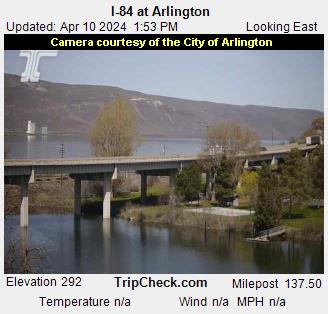 I-84 at Arlington
Updated: Apr 10 2024 1:53 PM Looking East
Camera courtesy of the City of Arlington
Elevation 292 TripCheck.com Milepost 137.50
Temperature n/a Wind n/a MPH n/a